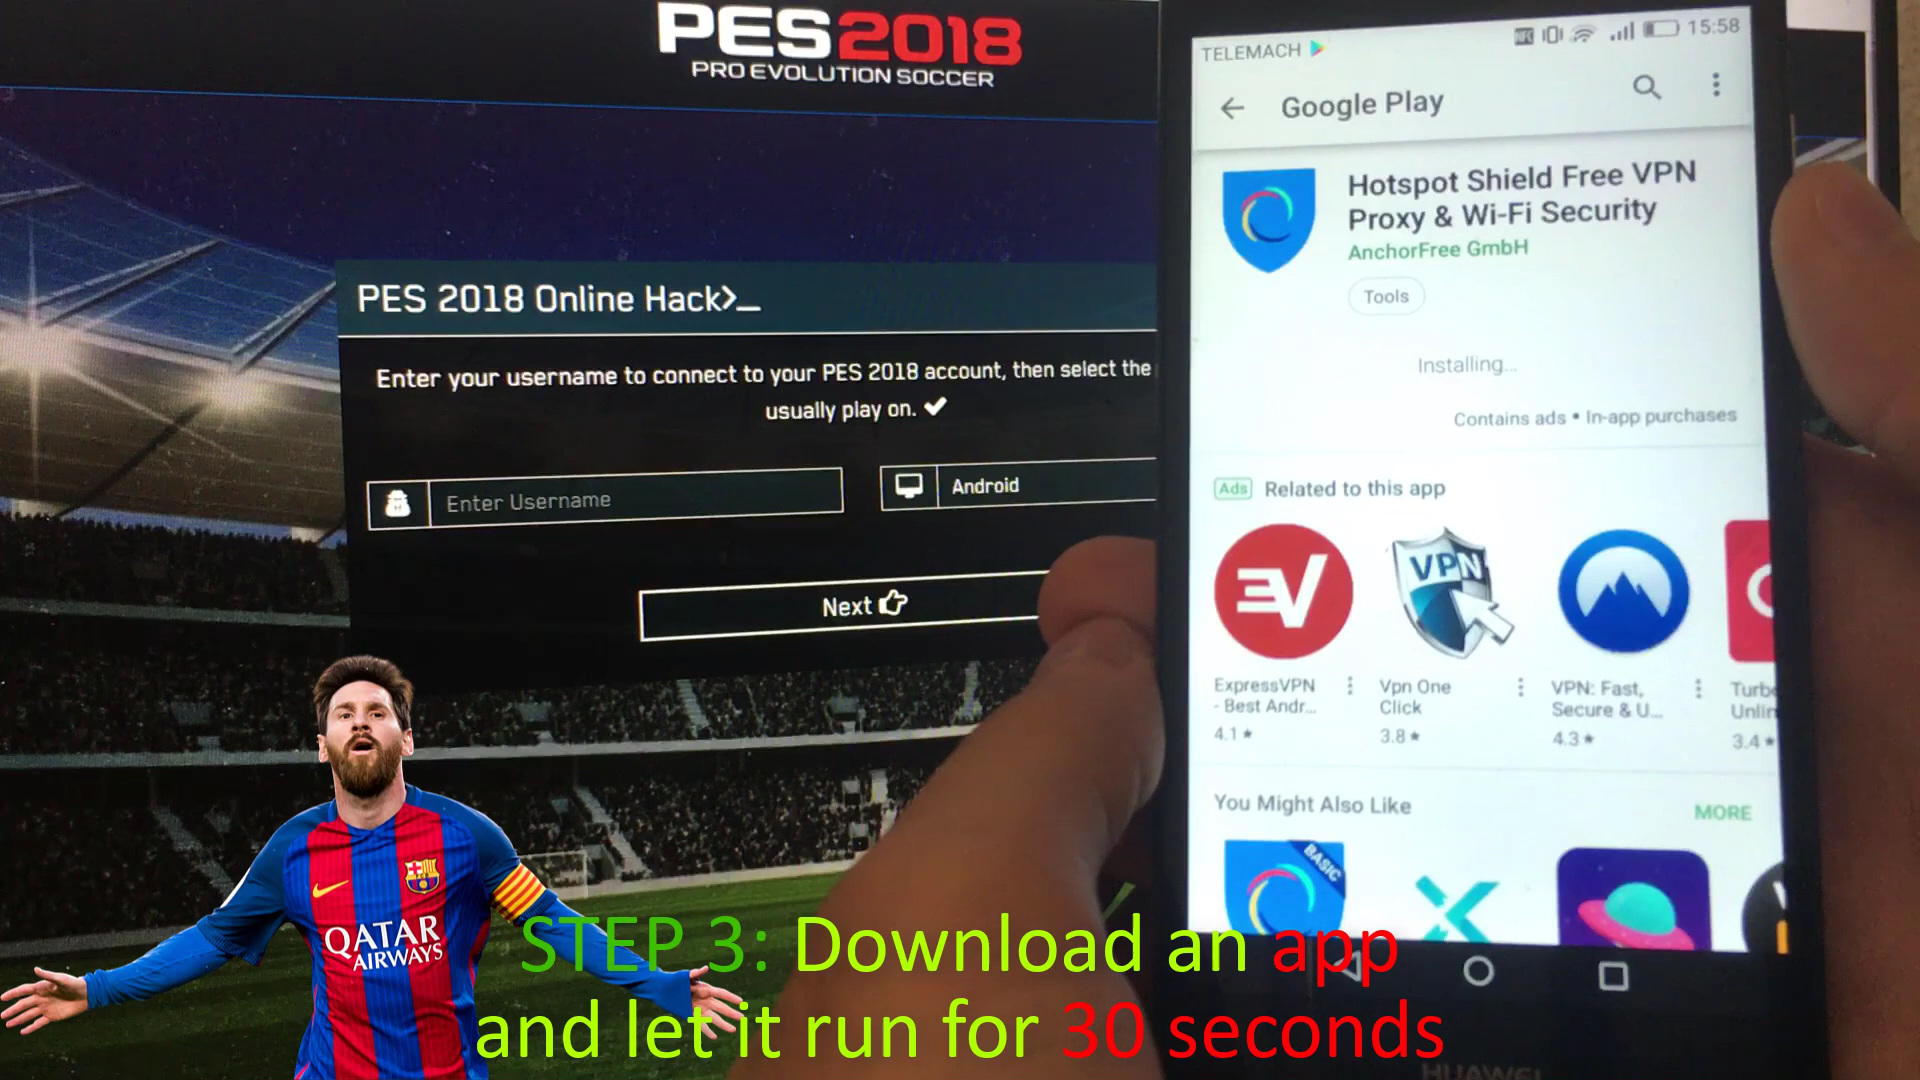 PES2018
PRO EVOLUTION SOCCER
PES 2018 Online Hack>_
Enter your username to connect to your PES 2018 account, then select the
usually play on.
Enter Username
Android
Next
TELEMACH
15:58
Google Play
Hotspot Shield Free VPN
Proxy & Wi-Fi Security
AnchorFree GmbH
Tools
Installing...
Contains ads • In-app purchases
Ads Related to this app
VPN
ExpressVPN
- Best Andr...
4.1 ★
Vpn One
Click
3.8 ★
VPN: Fast,
Secure & U...
4.3 ★
3.4 ★
You Might Also Like
MORE
BASIC
QATAR
AIRWAYS
STEP 3: Download an app
and let it run for 30 seconds
HUAWEI